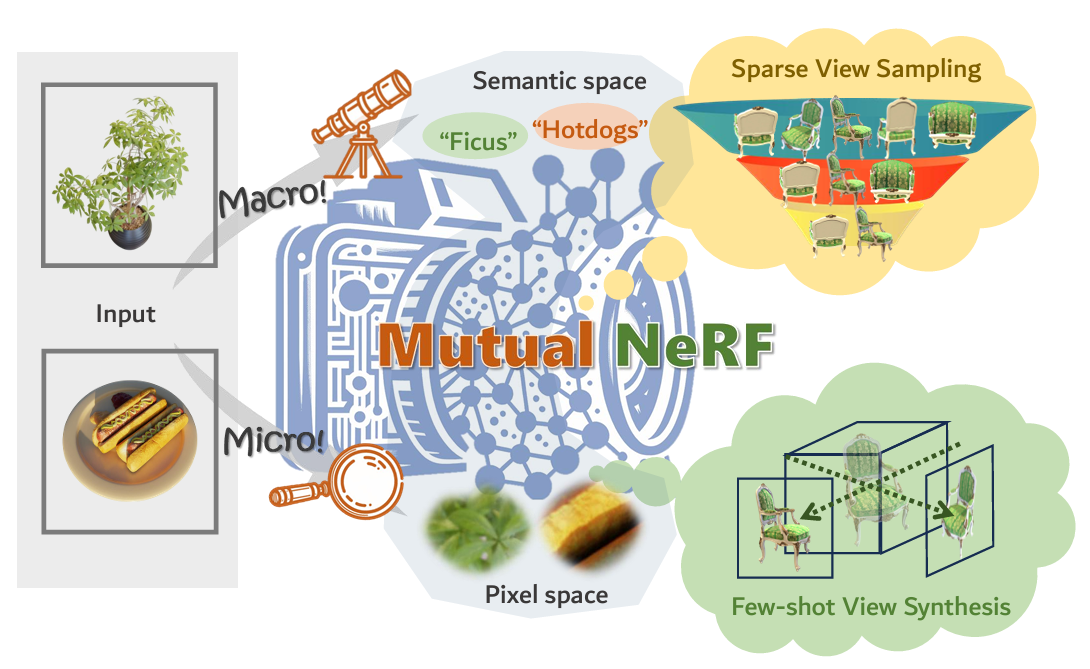 Input
Macro!
Micro!
Semantic space
“Ficus”
“Hotdogs”
Mutual NeRF
Pixel space
Sparse View Sampling
Few-shot View Synthesis